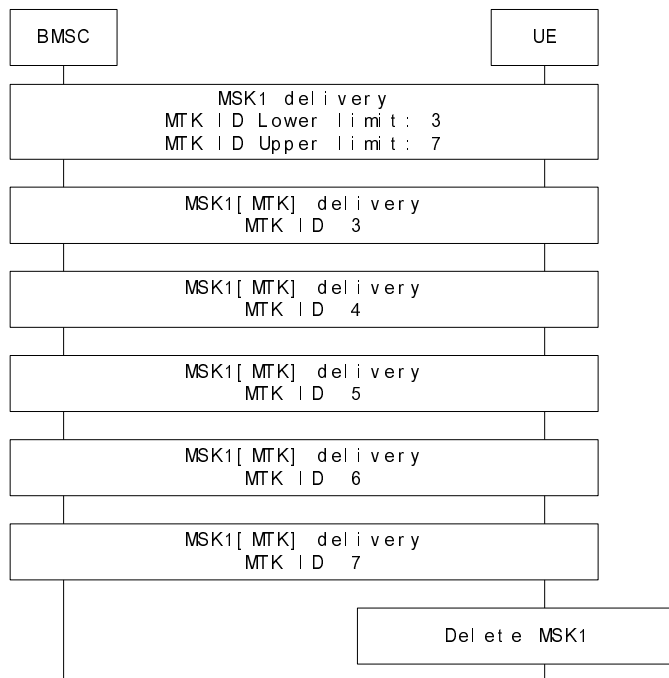 BMSC
UE
MSK1 delivery
MTK ID Lower limit: 3
MTK ID Upper limit: 7
MSK1[MTK] delivery
MTK ID 3
MSK1[MTK] delivery
MTK ID 4
MSK1[MTK] delivery
MTK ID 5
MSK1[MTK] delivery
MTK ID 6
MSK1[MTK] delivery
MTK ID 7
Delete MSK1